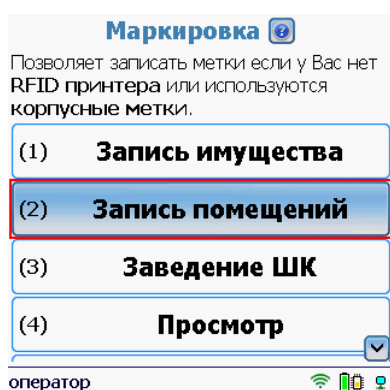 Маркировка ?
Позволяет записать метки если у Вас нет
RFID принтера или используются
корпусные метки.
(1) Запись имущества
(2) Запись помещений
(3) Заведение ШК
(4) Просмотр
оператор